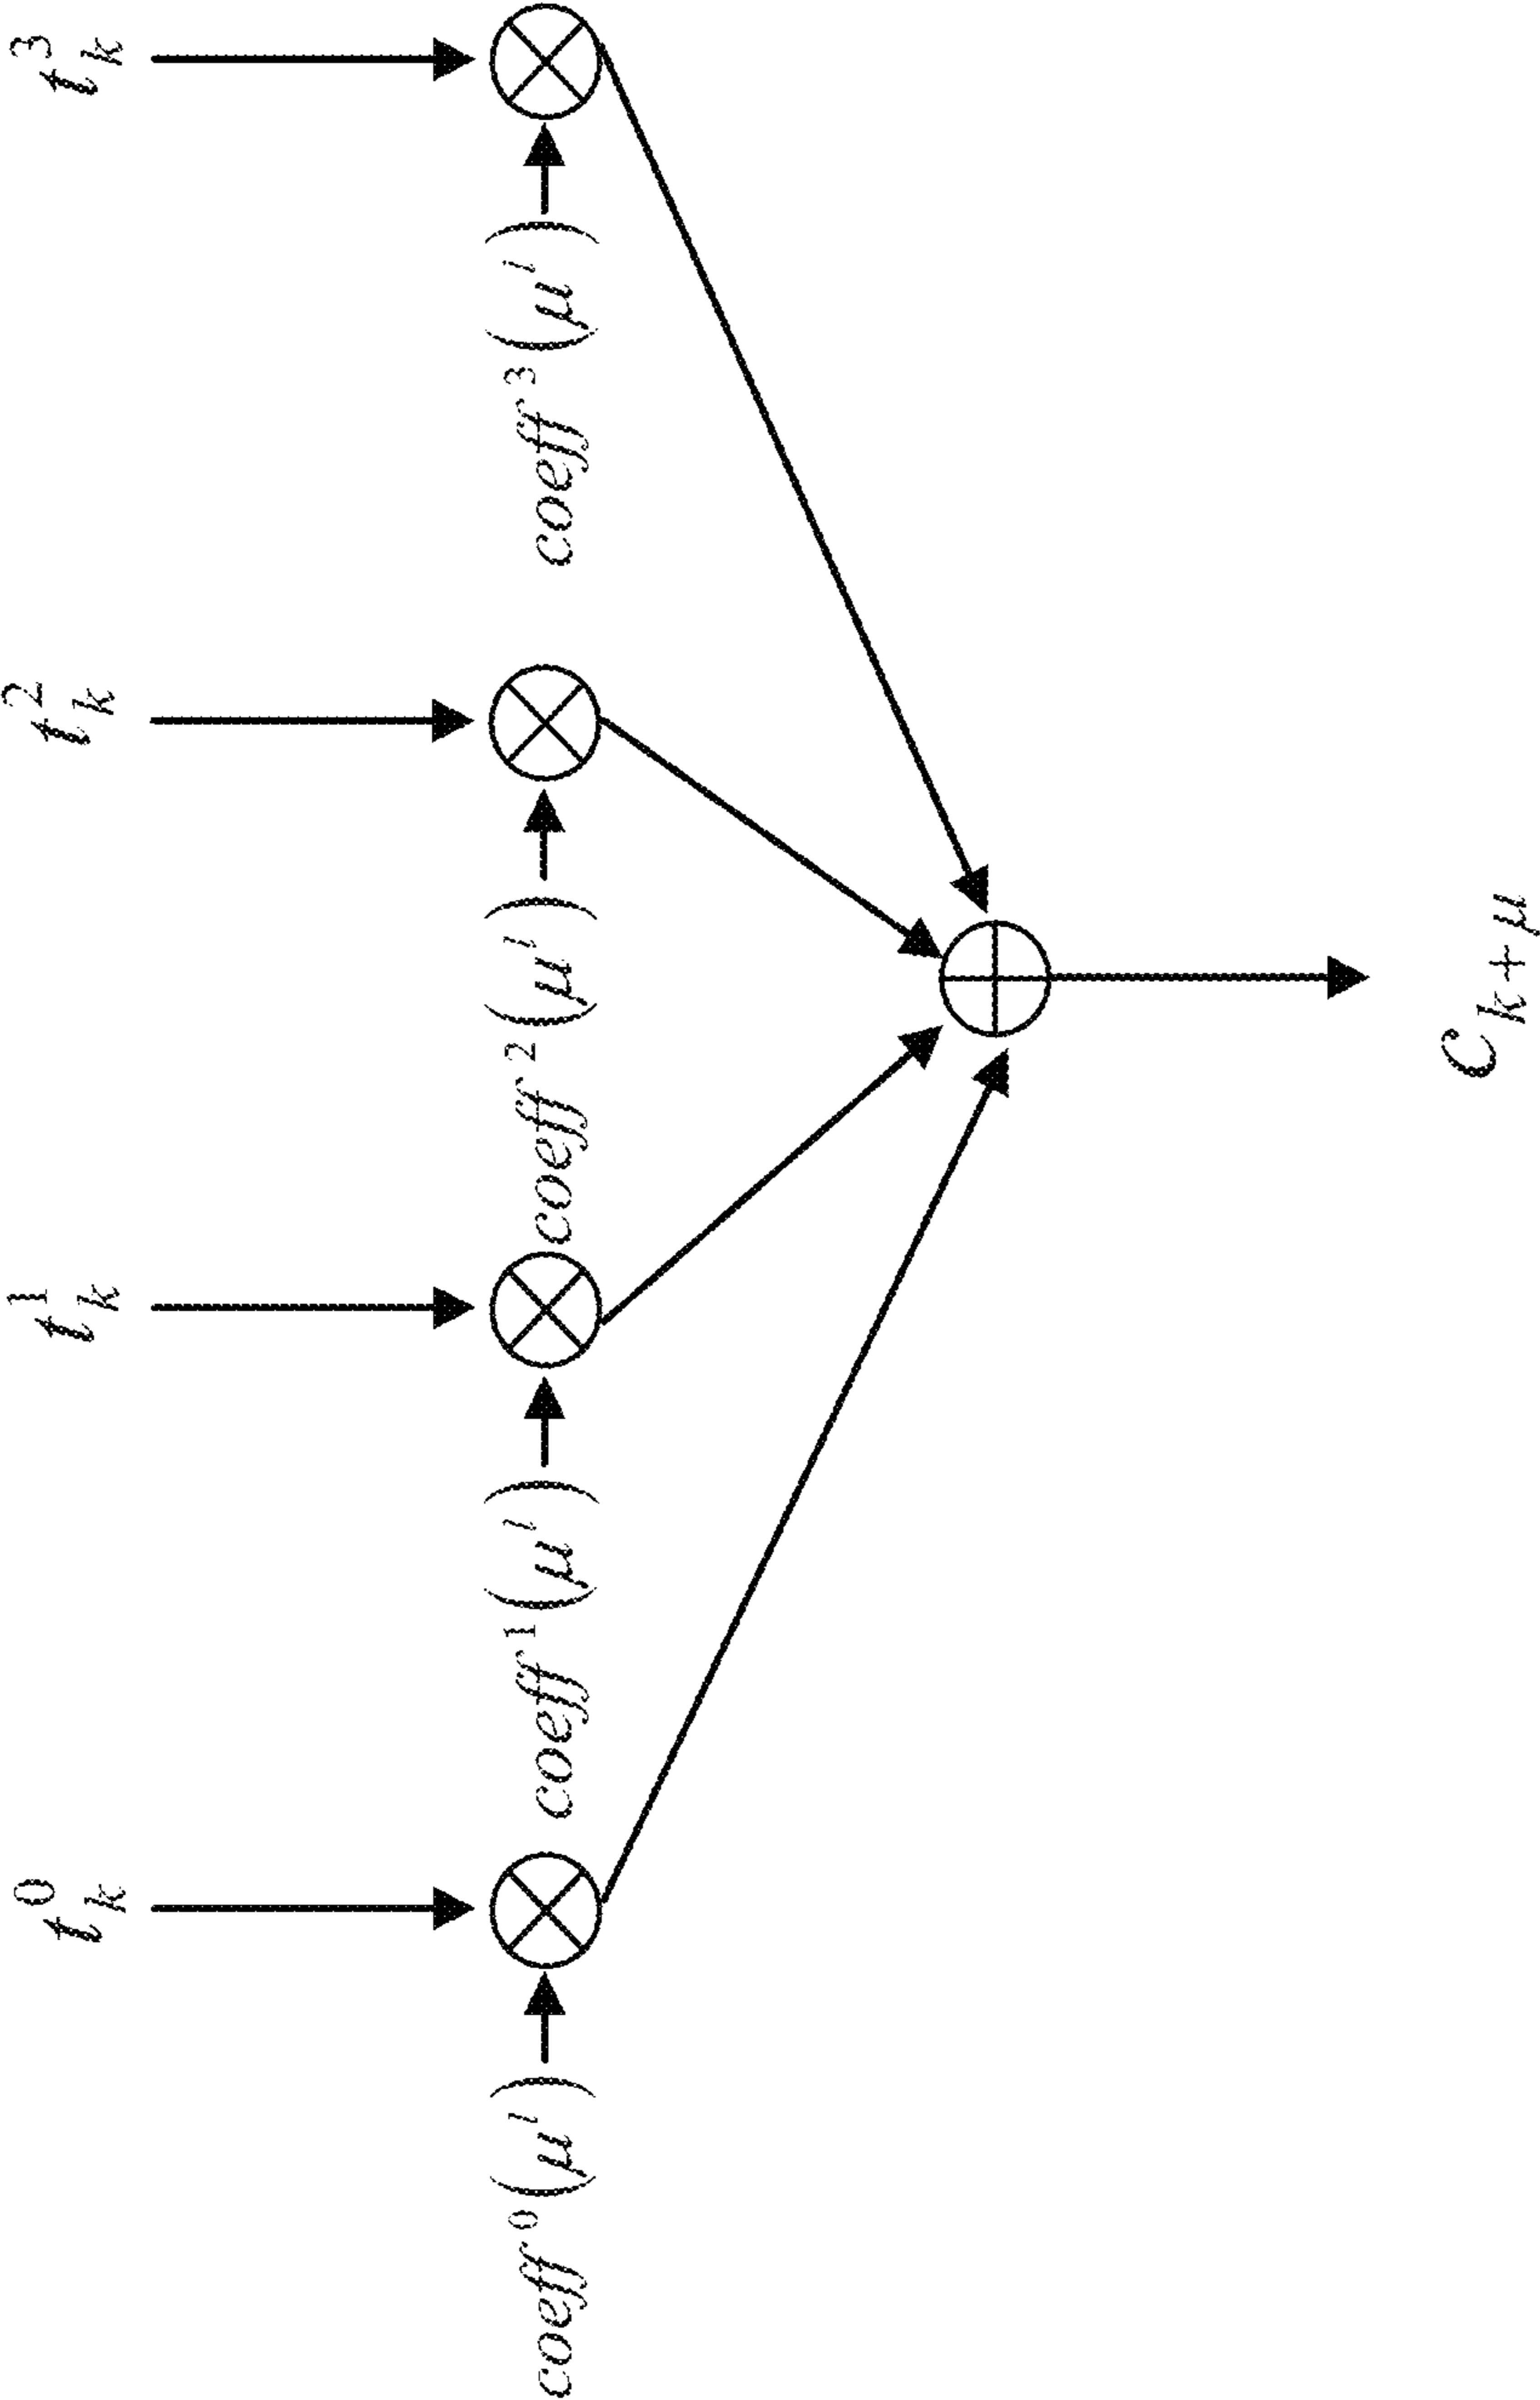 t_k^0
t_k^1
t_k^2
t_k^3
coeff^0(μ^l)
coeff^1(μ^l)
coeff^2(μ^l)
coeff^3(μ^l)
C_{k+μ}